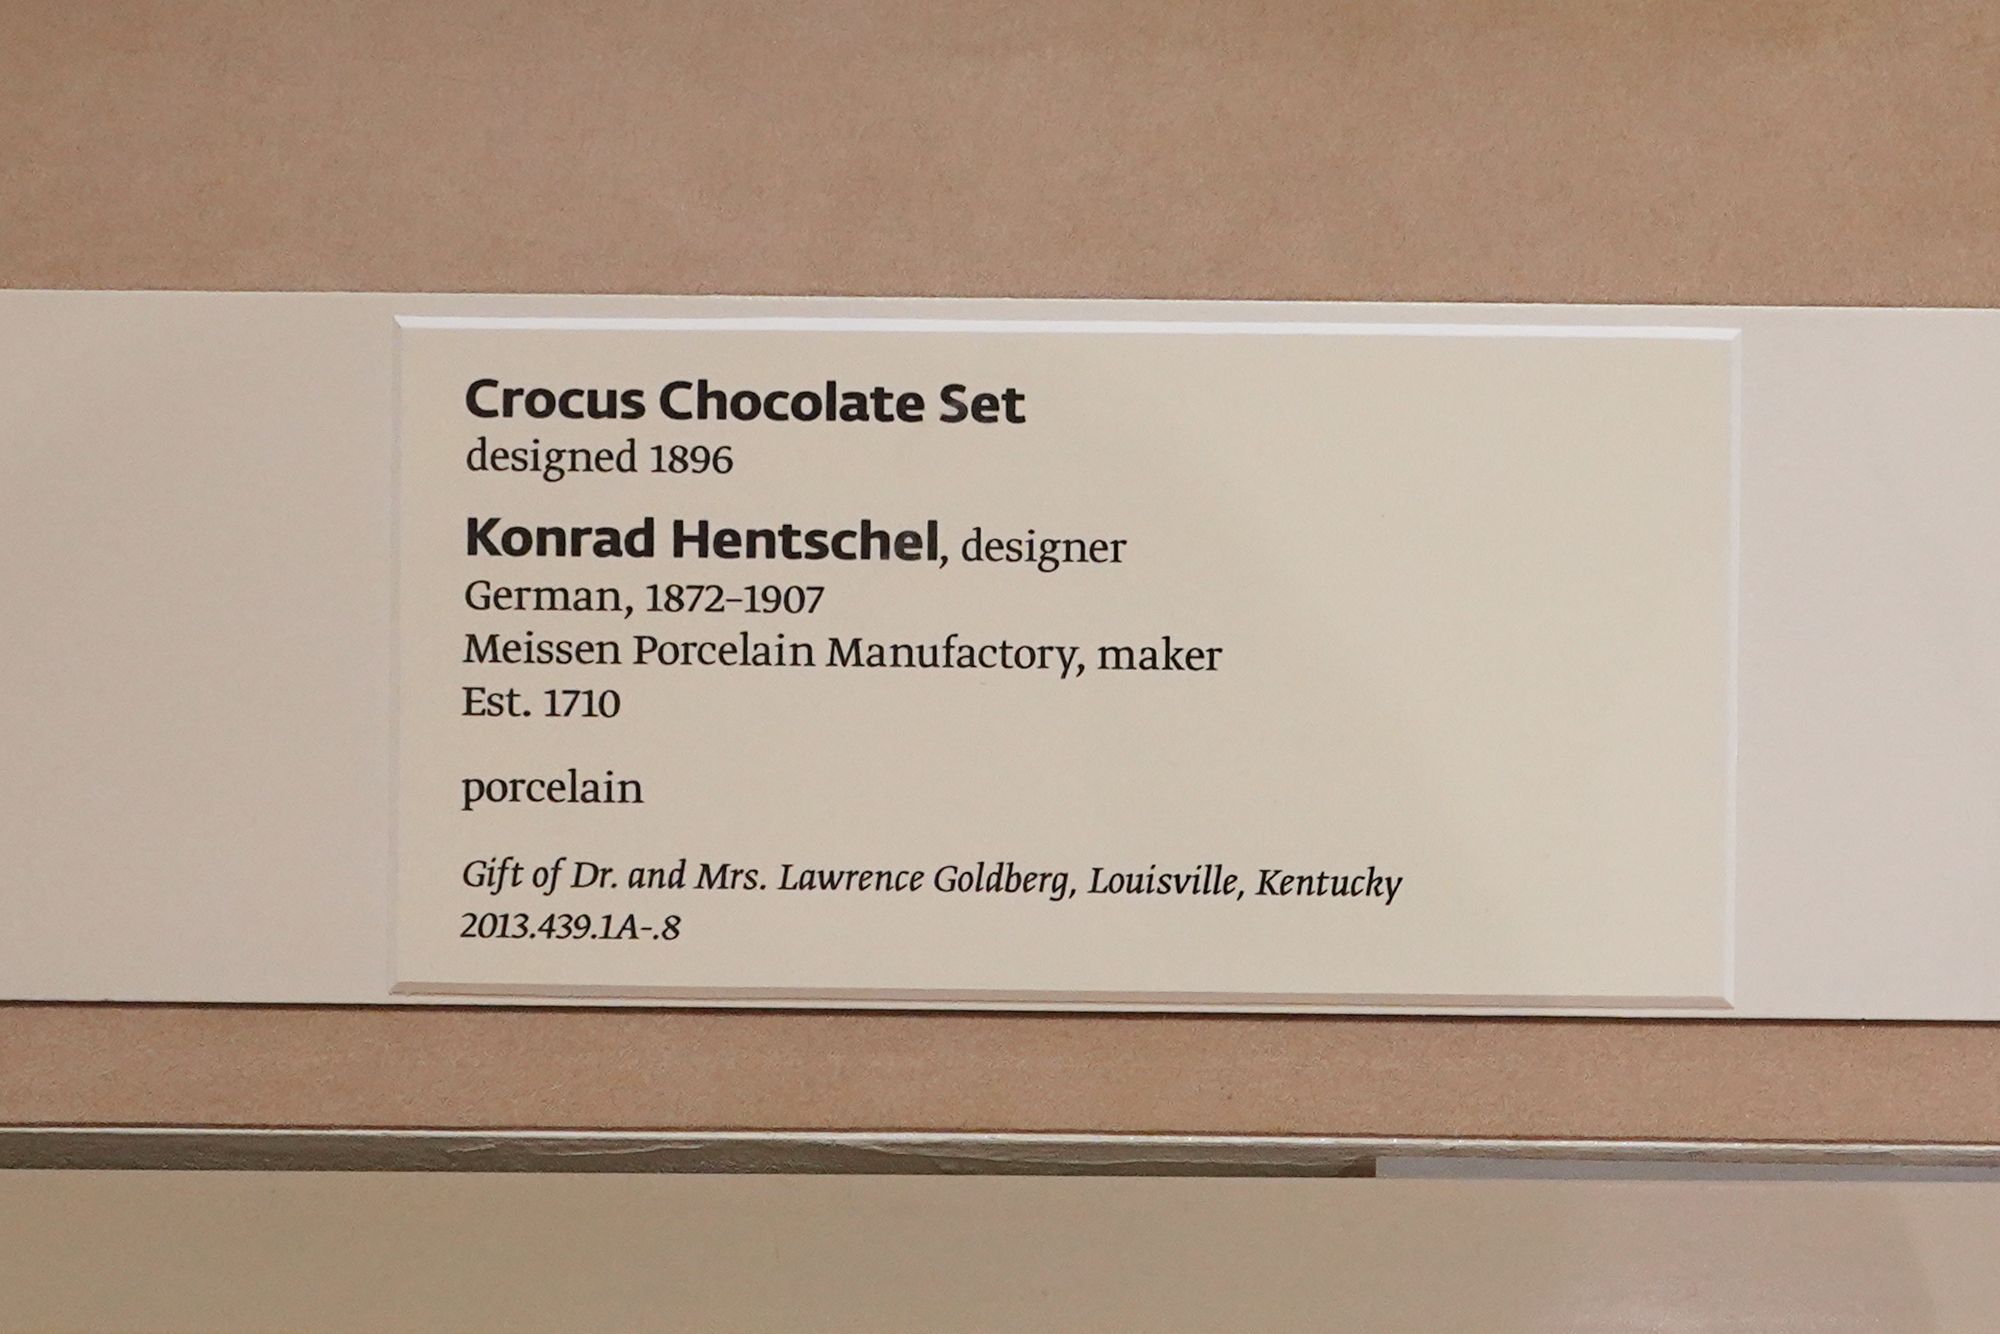 Crocus Chocolate Set
designed 1896
Konrad Hentschel, designer
German, 1872–1907
Meissen Porcelain Manufactory, maker
Est. 1710
porcelain
Gift of Dr. and Mrs. Lawrence Goldberg, Louisville, Kentucky
2013.439.1A-.8